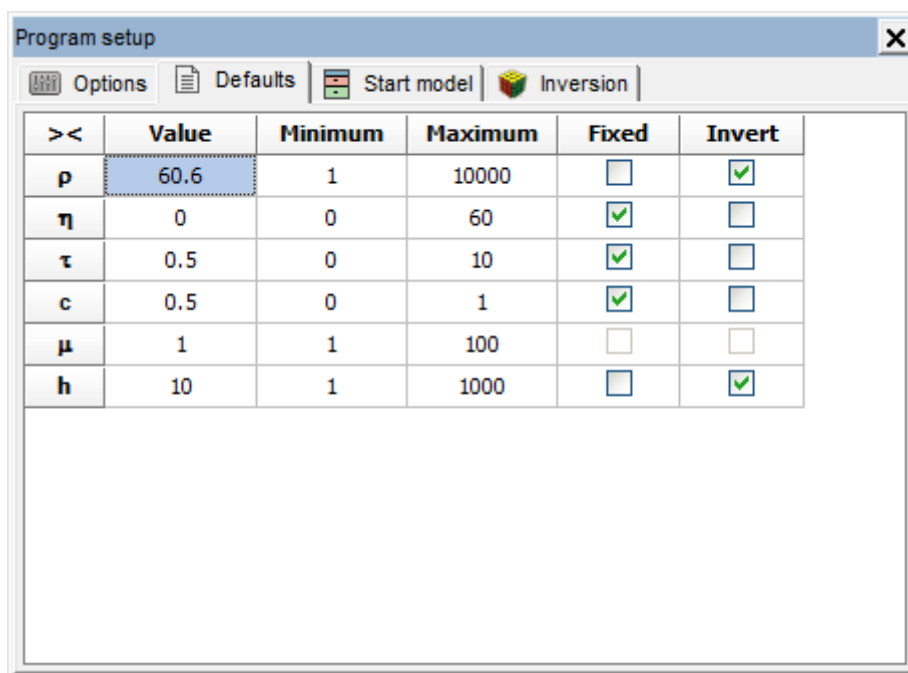 Program setup
Options Defaults Start model Inversion
>< Value Minimum Maximum Fixed Invert
ρ 60.6 1 10000
η 0 0 60
τ 0.5 0 10
c 0.5 0 1
μ 1 1 100
h 10 1 1000